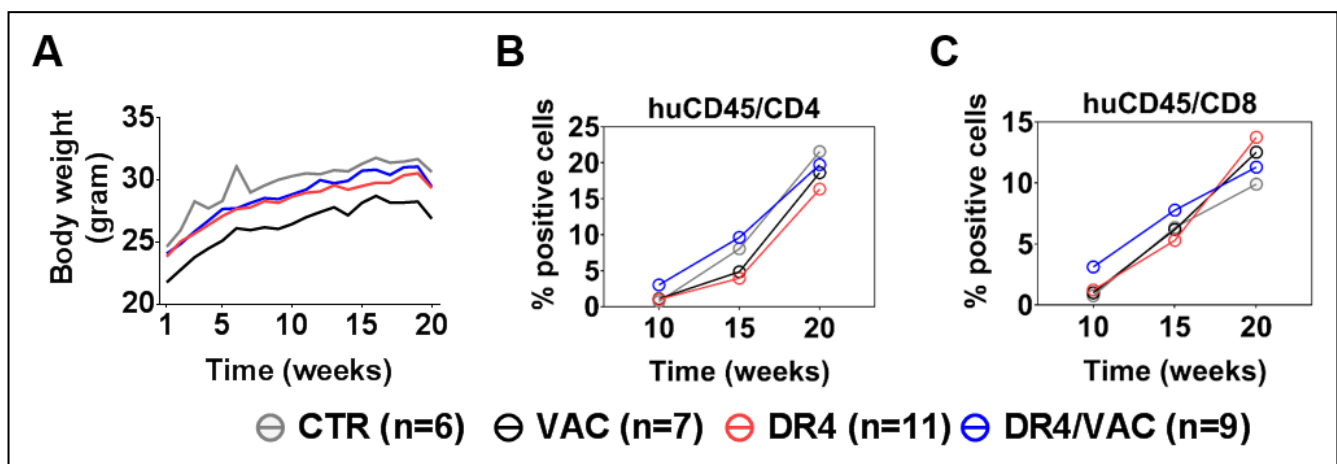 A
Body weight
(gram)
35
30
25
20
1 5 10 15 20
Time (weeks)
B
huCD45/CD4
% positive cells
25
20
15
10
5
0
10 15 20
Time (weeks)
C
huCD45/CD8
% positive cells
15
10
5
0
10 15 20
Time (weeks)
CTR (n=6) VAC (n=7) DR4 (n=11) DR4/VAC (n=9)